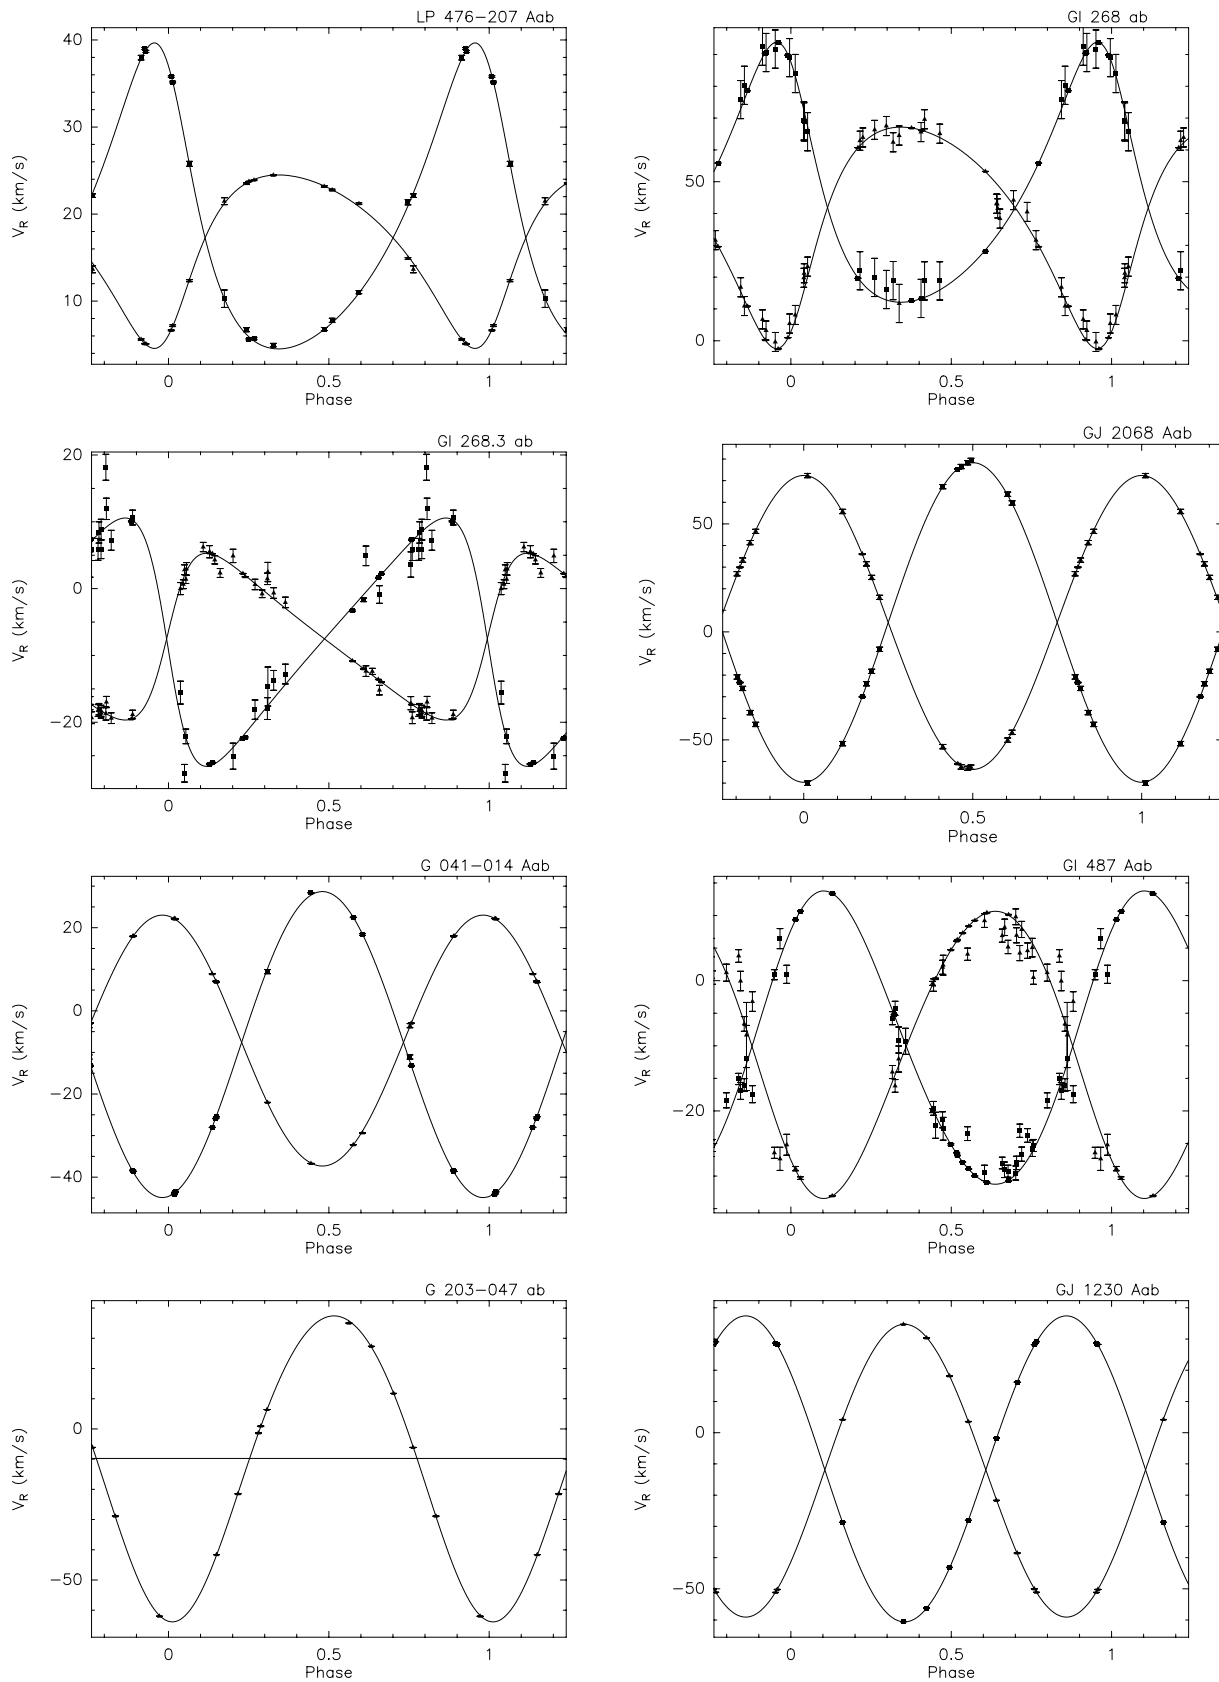 LP 476−207 Aab
40
30
20
10
V_R (km/s)
0
0.5
1
Phase
Gl 268 ab
50
0
V_R (km/s)
0
0.5
1
Phase
Gl 268.3 ab
20
0
−20
V_R (km/s)
0
0.5
1
Phase
GJ 2068 Aab
50
0
−50
V_R (km/s)
0
0.5
1
Phase
G 041−014 Aab
20
0
−20
−40
V_R (km/s)
0
0.5
1
Phase
Gl 487 Aab
0
−20
V_R (km/s)
0
0.5
1
Phase
G 203−047 ab
0
−50
V_R (km/s)
0
0.5
1
Phase
GJ 1230 Aab
0
−50
V_R (km/s)
0
0.5
1
Phase